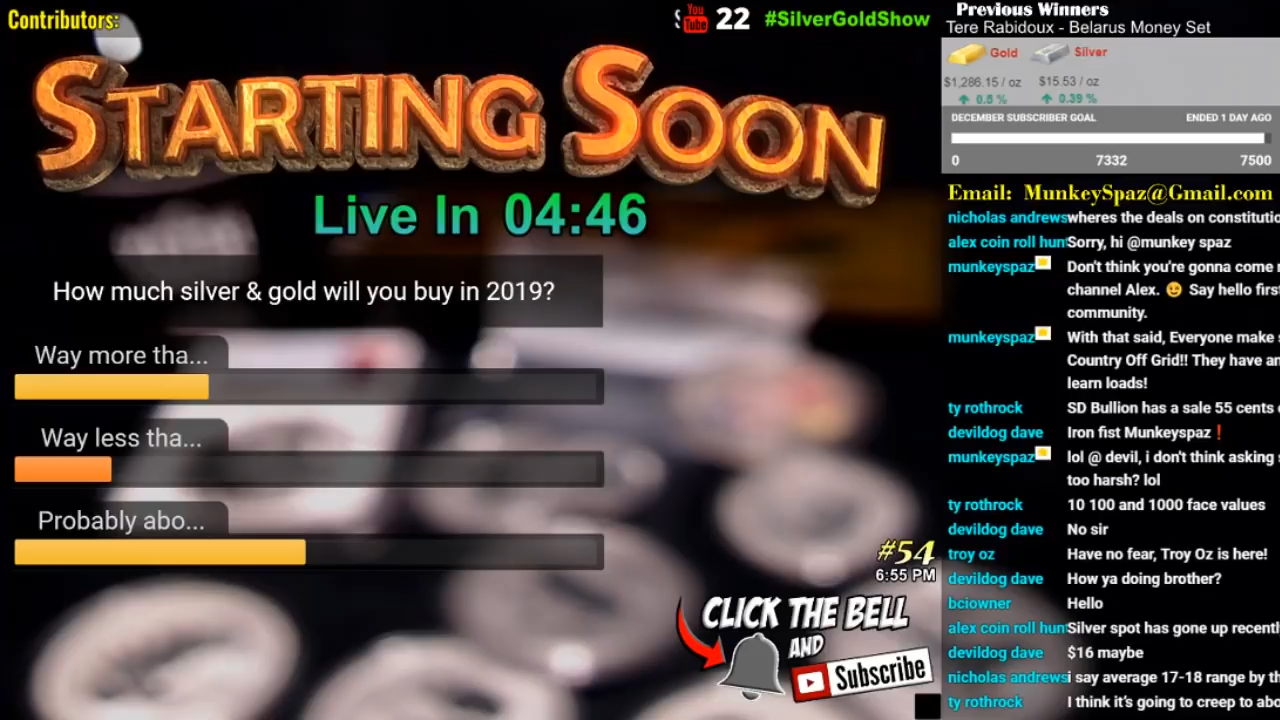 Contributors:
You Tube 22 #SilverGoldShow
STARTING SOON
Live In 04:46
How much silver & gold will you buy in 2019?
Way more tha...
Way less tha...
Probably abo...
#54
6:55 PM
CLICK THE BELL
AND
Subscribe
Previous Winners
Tere Rabidoux - Belarus Money Set
Gold Silver
$1,286.15 / oz $15.53 / oz
0.5 % 0.39 %
DECEMBER SUBSCRIBER GOAL ENDED 1 DAY AGO
0 7332 7500
Email: MunkeySpaz@Gmail.com
nicholas andrews wheres the deals on constitutio
alex coin roll hunt Sorry, hi @munkey spaz
munkeyspaz Don't think you're gonna come
channel Alex. 😉 Say hello firs
community.
munkeyspaz With that said, Everyone make
Country Off Grid!! They have an
learn loads!
ty rothrock SD Bullion has a sale 55 cents
devildog dave Iron fist Munkeyspaz❗
munkeyspaz lol @ devil, i don't think asking
too harsh? lol
ty rothrock 10 100 and 1000 face values
devildog dave No sir
troy oz Have no fear, Troy Oz is here!
devildog dave How ya doing brother?
bciowner Hello
alex coin roll hunt Silver spot has gone up recentl
devildog dave $16 maybe
nicholas andrews i say average 17-18 range by th
ty rothrock I think it's going to creep to abo